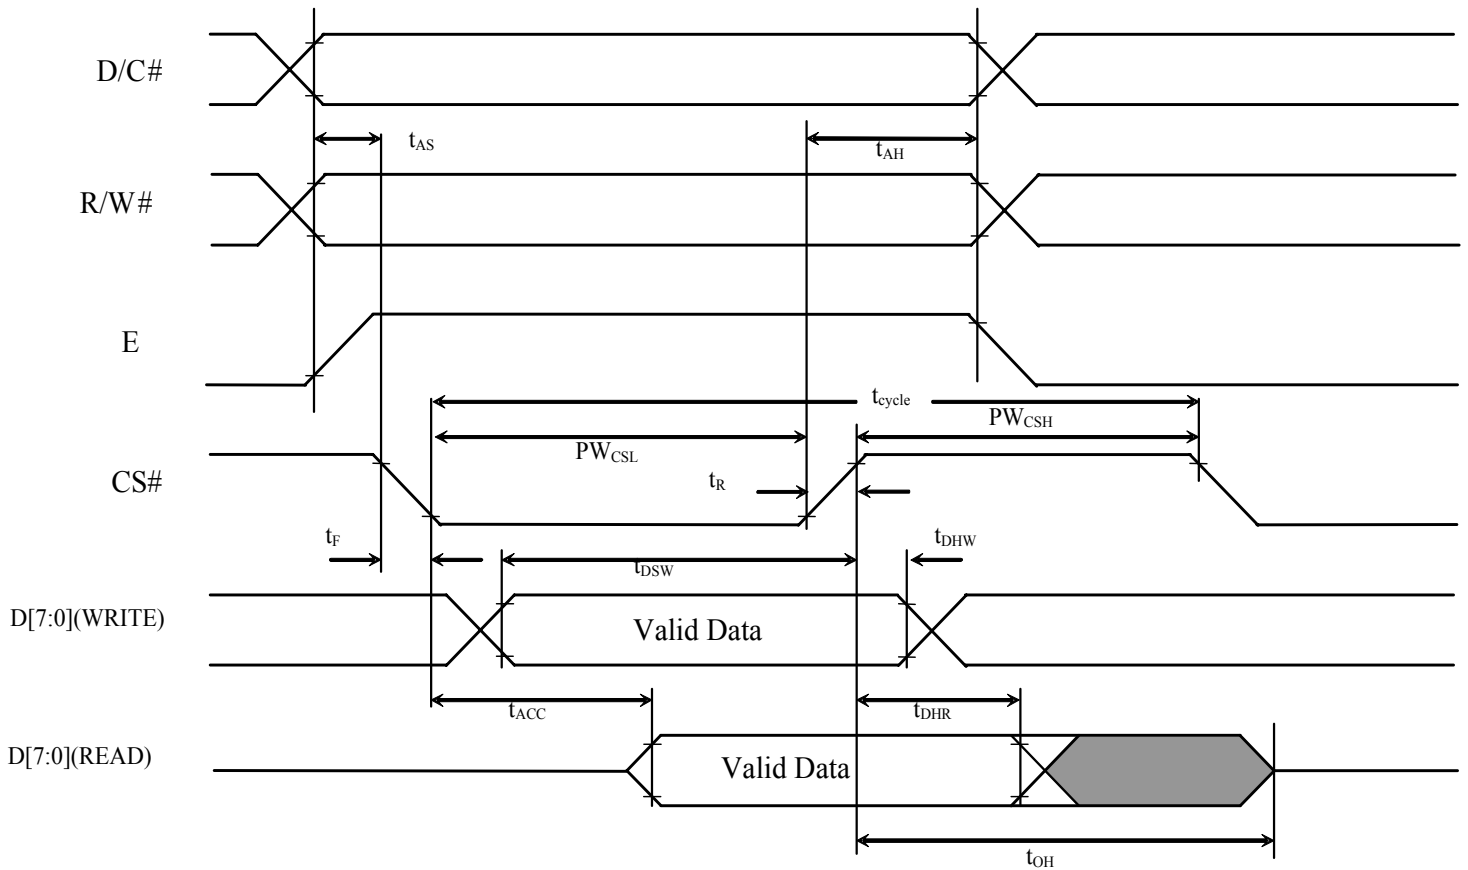 D/C#
tAS
tAH
R/W#
E
tcycle
PWCSH
PWCSL
CS#
tR
tF
tDHW
tDSW
D[7:0](WRITE)
Valid Data
tACC
tDHR
D[7:0](READ)
Valid Data
tOH